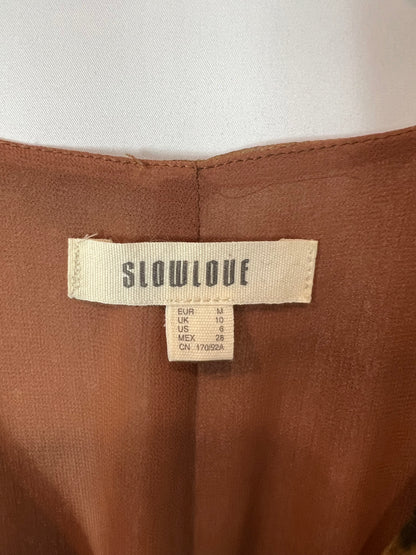 SLOWLOVE
EUR M
UK 10
US 6
MEX 28
CN 170/92A